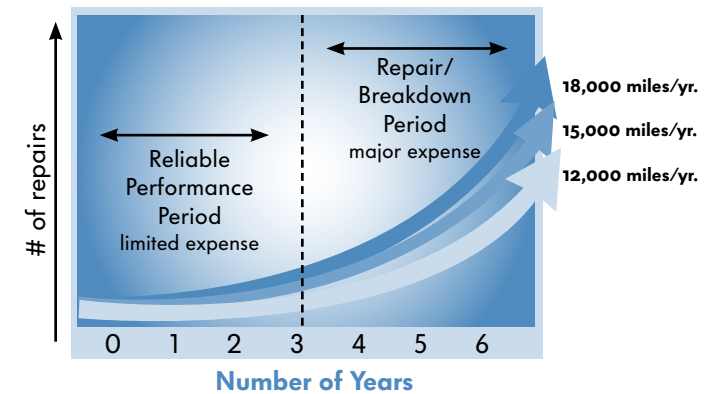 # of repairs
Reliable
Performance
Period
limited expense
Repair/
Breakdown
Period
major expense
18,000 miles/yr.
15,000 miles/yr.
12,000 miles/yr.
0 1 2 3 4 5 6
Number of Years